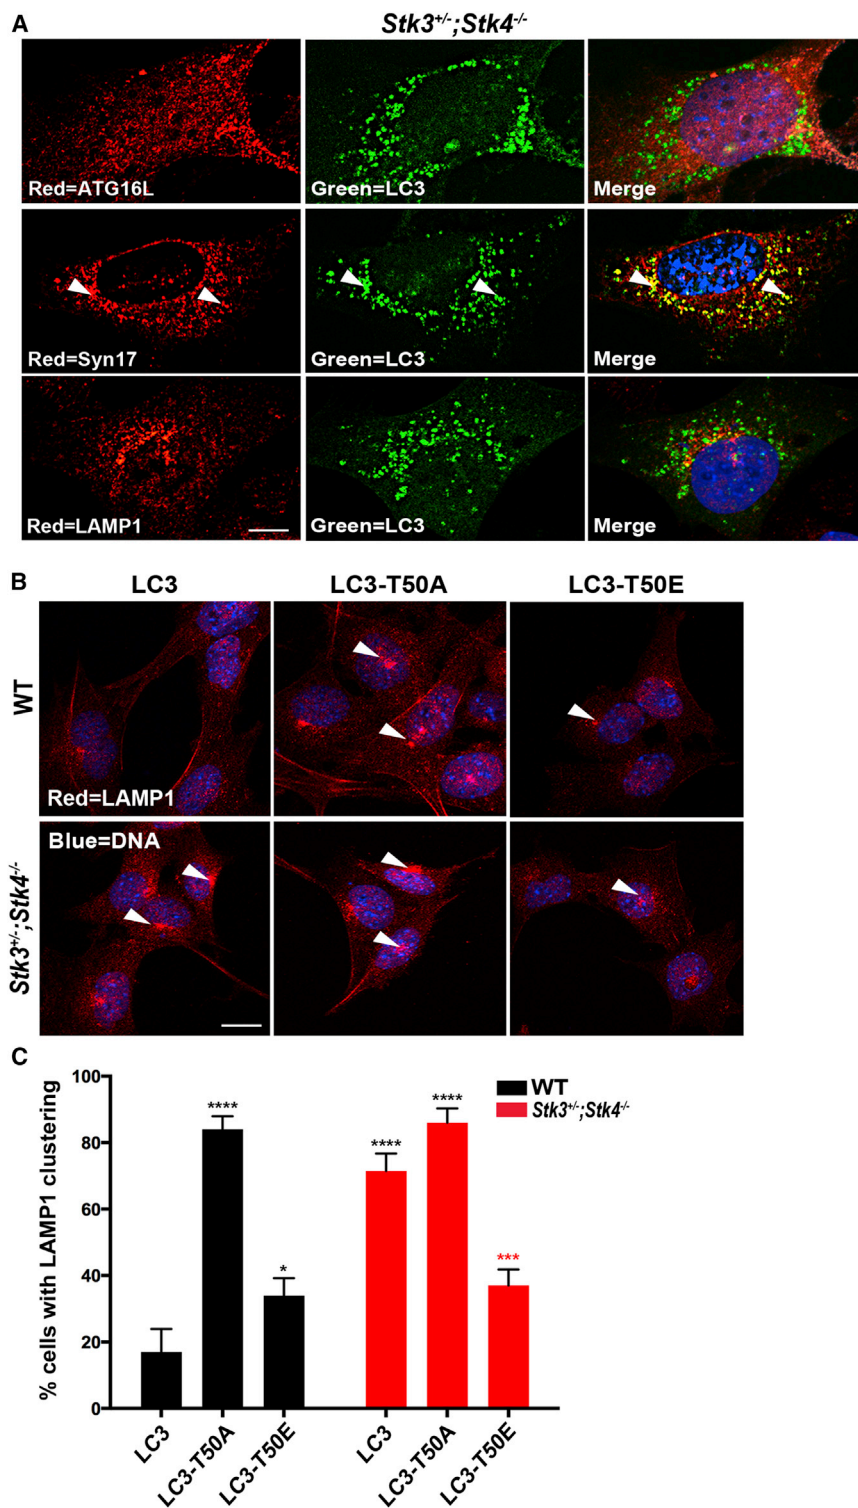 A
Stk3+/-;Stk4-/-
Red=ATG16L
Green=LC3
Merge
Red=Syn17
Green=LC3
Merge
Red=LAMP1
Green=LC3
Merge
B
LC3
LC3-T50A
LC3-T50E
WT
Red=LAMP1
Stk3+/-;Stk4-/-
Blue=DNA
C
% cells with LAMP1 clustering
100
80
60
40
20
0
****
*
****
****
***
WT
Stk3+/-;Stk4-/-
LC3
LC3-T50A
LC3-T50E
LC3
LC3-T50A
LC3-T50E